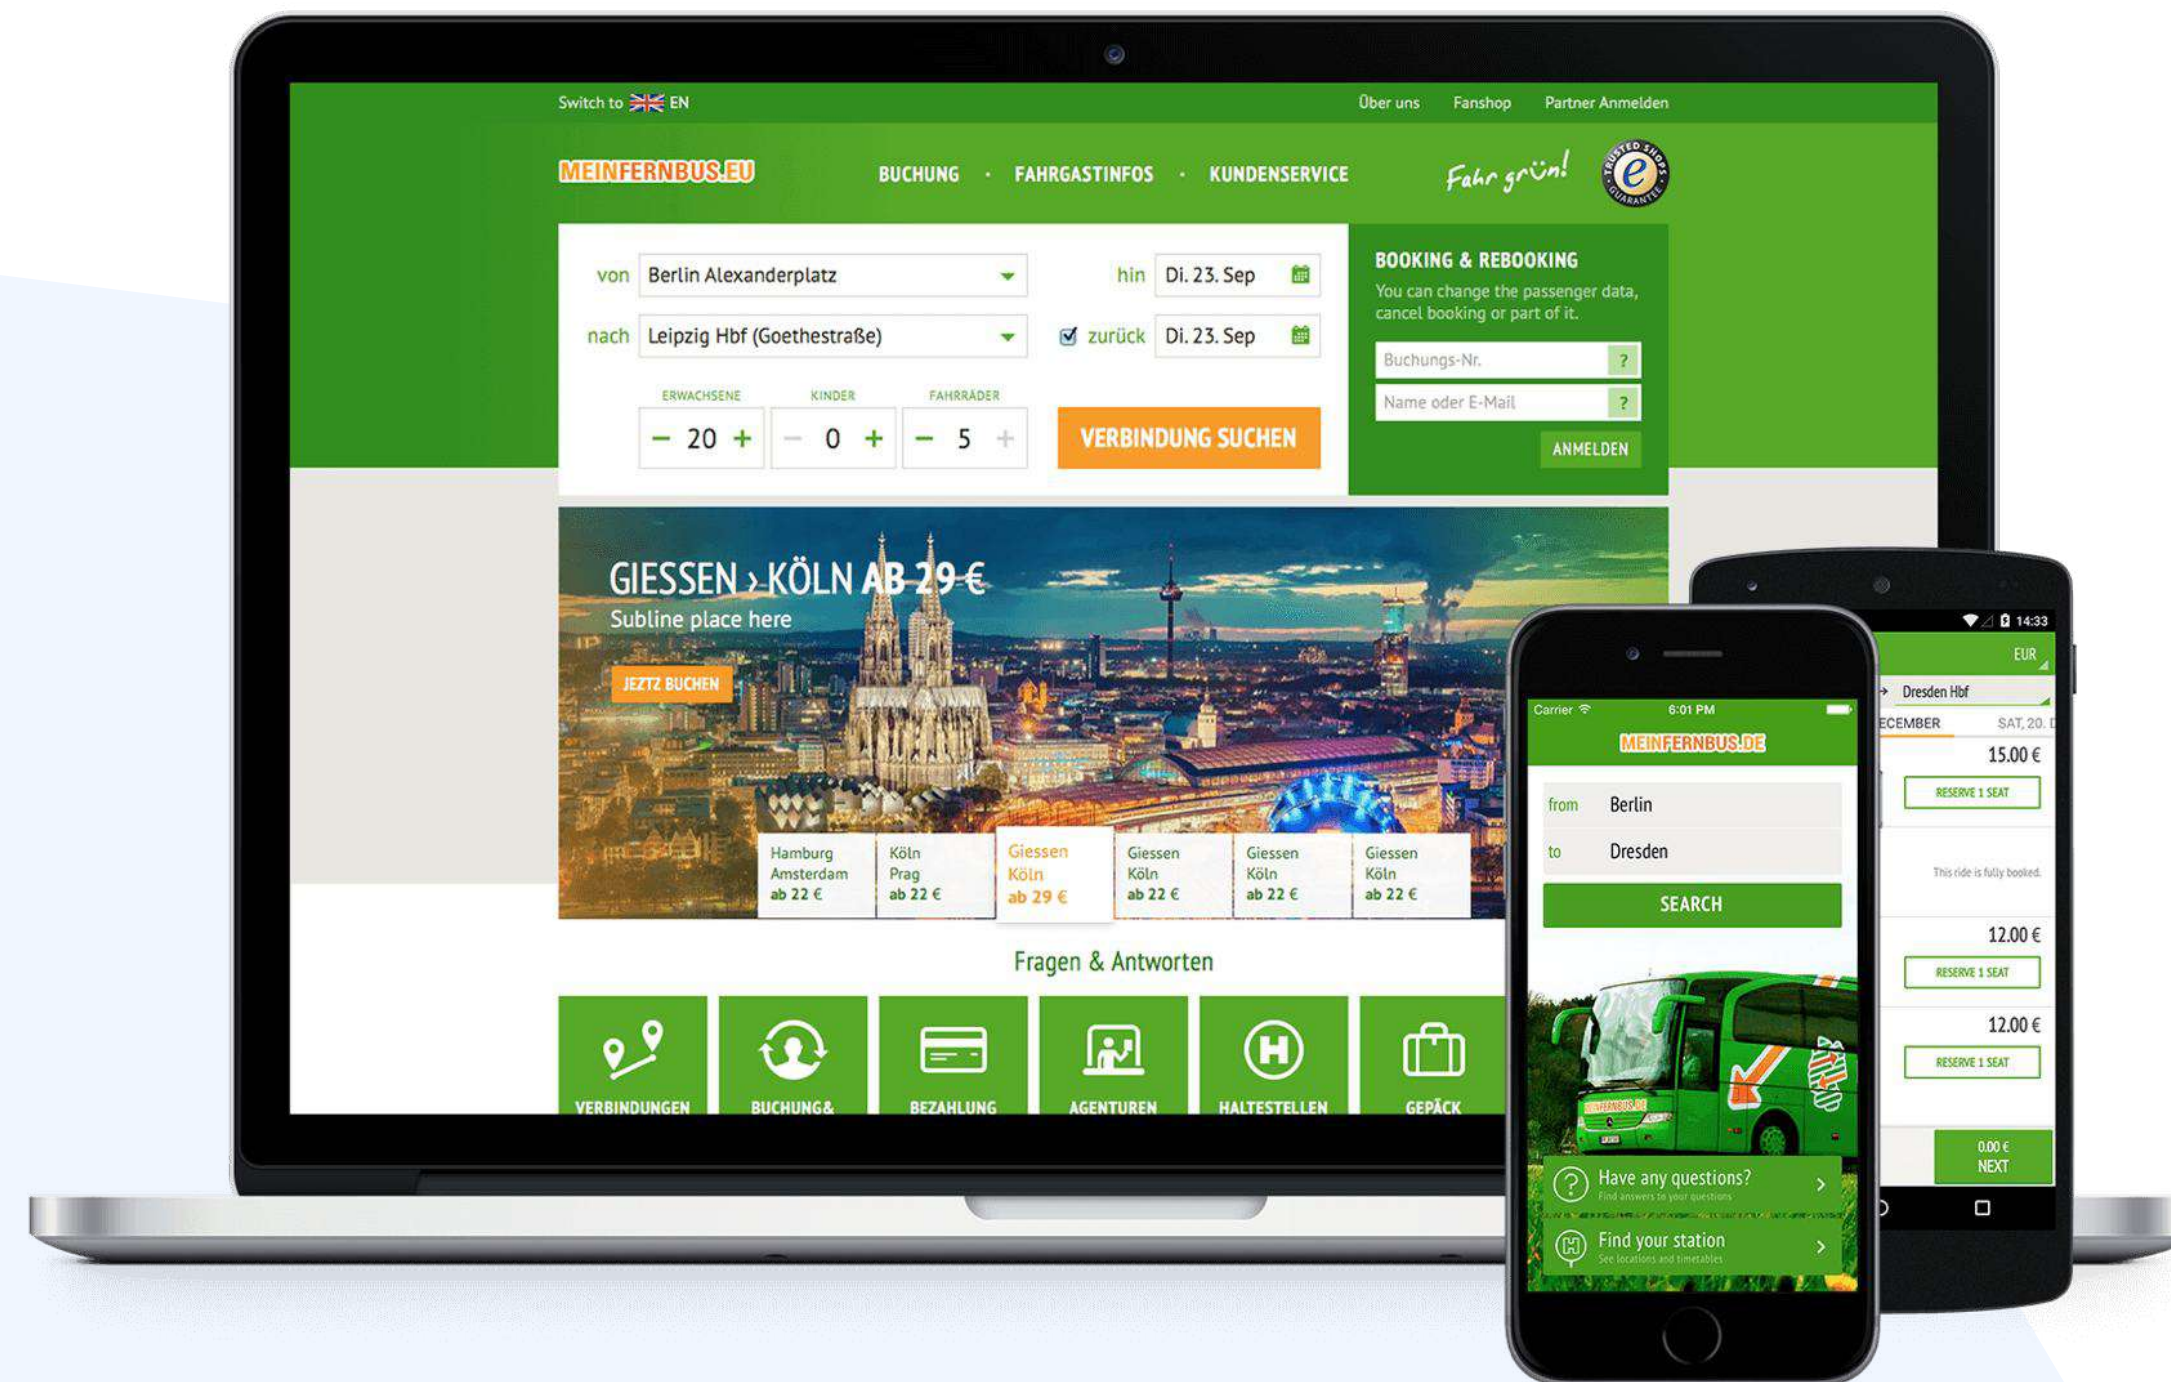 Switch to EN
Über uns Fanshop Partner Anmelden
MEINFERNBUS.EU
BUCHUNG · FAHRGASTINFOS · KUNDENSERVICE
Fahr grün!
TRUSTED SHOPS
e
GUARANTEE
von Berlin Alexanderplatz
hin Di. 23. Sep
nach Leipzig Hbf (Goethestraße)
zurück Di. 23. Sep
ERWACHSENE KINDER FAHRRÄDER
− 20 + − 0 + − 5 +
VERBINDUNG SUCHEN
BOOKING & REBOOKING
You can change the passenger data,
cancel booking or part of it.
Buchungs-Nr. ?
Name oder E-Mail ?
ANMELDEN
GIESSEN › KÖLN AB 29 €
Subline place here
JEZTZ BUCHEN
Hamburg
Amsterdam
ab 22 €
Köln
Prag
ab 22 €
Giessen
Köln
ab 29 €
Giessen
Köln
ab 22 €
Giessen
Köln
ab 22 €
Giessen
Köln
ab 22 €
Fragen & Antworten
H
VERBINDUNGEN
BUCHUNG&
BEZAHLUNG
AGENTUREN
HALTESTELLEN
GEPÄCK
Carrier 6:01 PM
MEINFERNBUS.DE
from Berlin
to Dresden
SEARCH
MEINFERNBUS.DE
? Have any questions?
Find answers to your questions
H Find your station
See locations and timetables
14:33
EUR
→ Dresden Hbf
ECEMBER SAT, 20. D
15.00 €
RESERVE 1 SEAT
This ride is fully booked.
12.00 €
RESERVE 1 SEAT
12.00 €
RESERVE 1 SEAT
0.00 €
NEXT